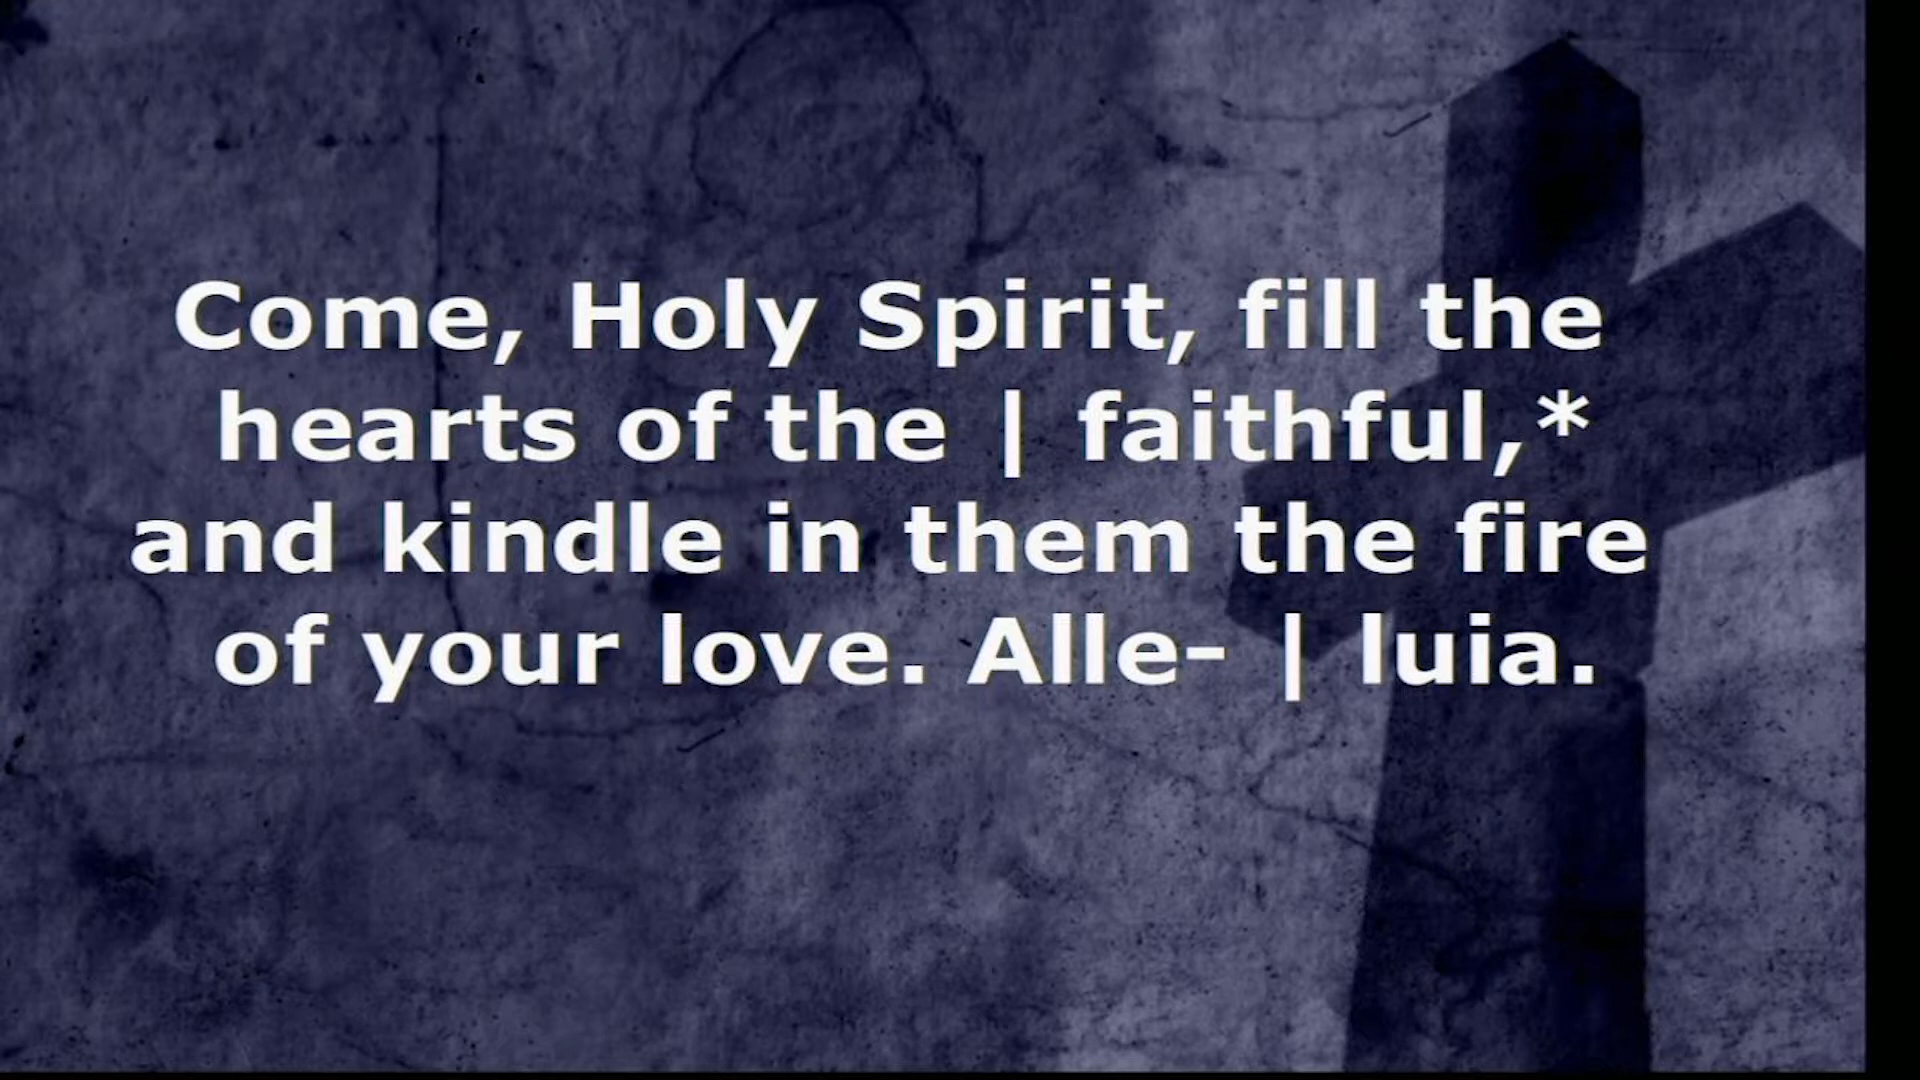 Come, Holy Spirit, fill the
hearts of the | faithful,*
and kindle in them the fire
of your love. Alle- | luia.